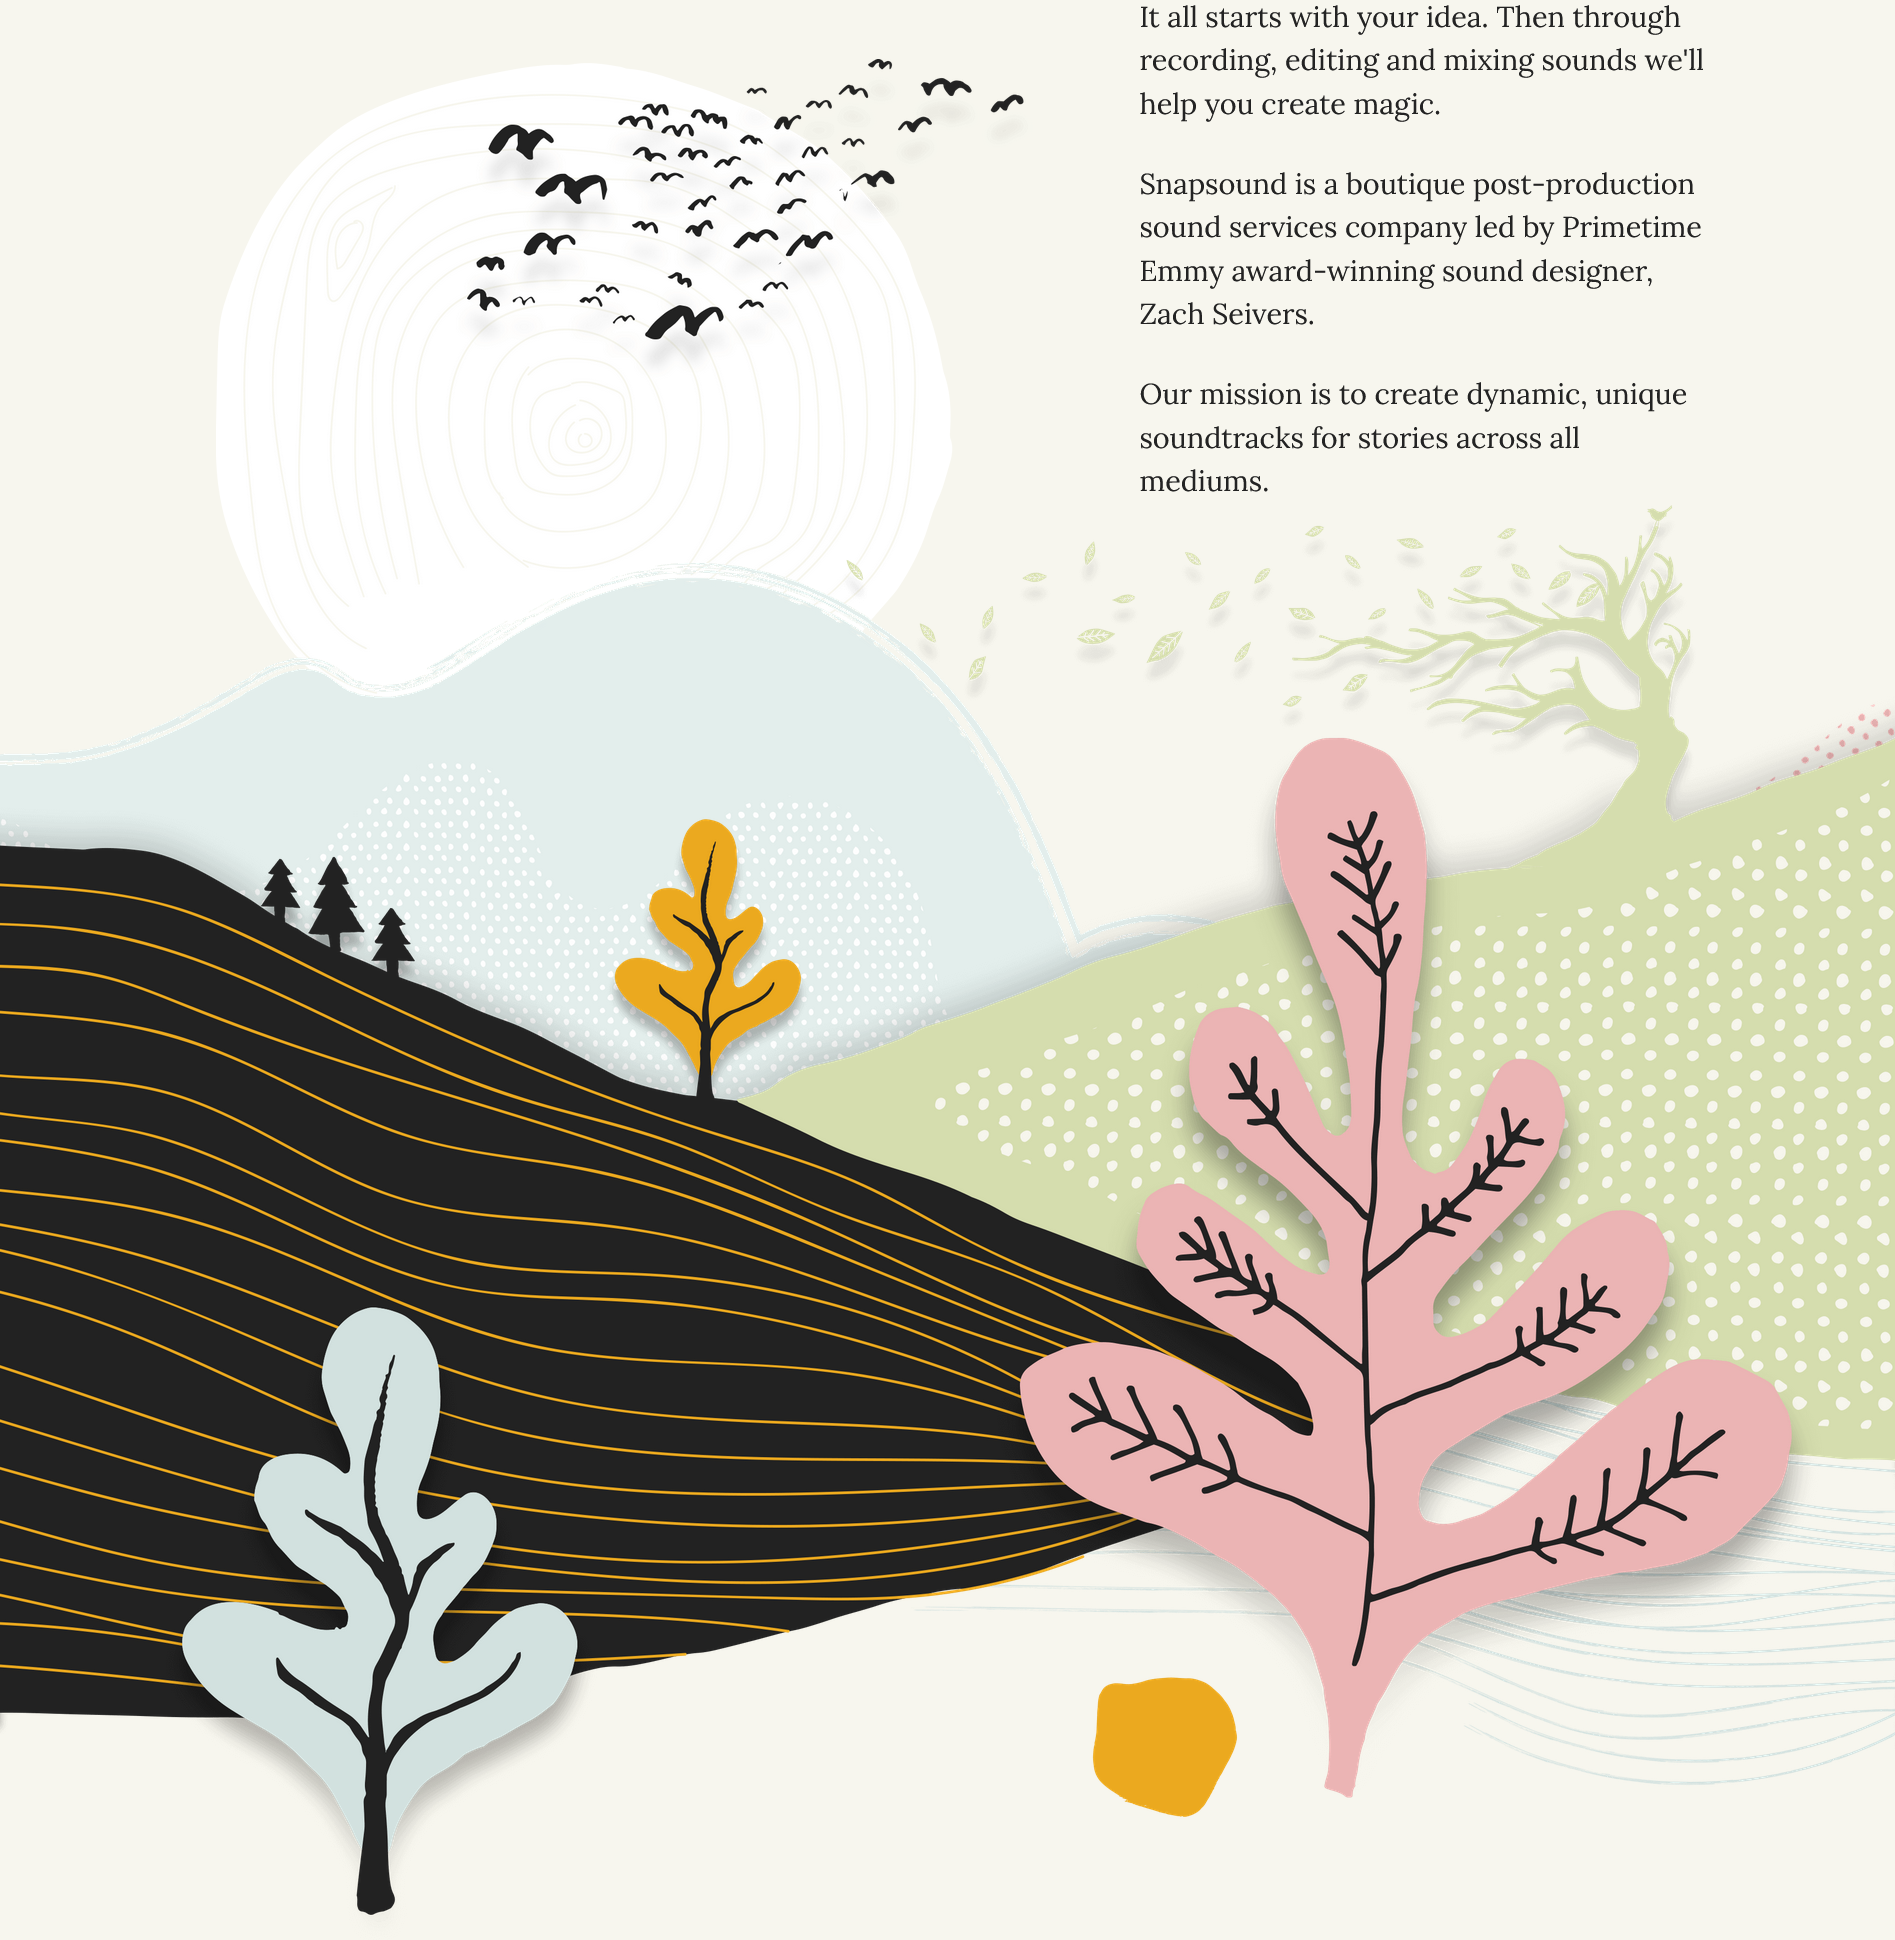 It all starts with your idea. Then through
recording, editing and mixing sounds we'll
help you create magic.
Snapsound is a boutique post-production
sound services company led by Primetime
Emmy award-winning sound designer,
Zach Seivers.
Our mission is to create dynamic, unique
soundtracks for stories across all
mediums.